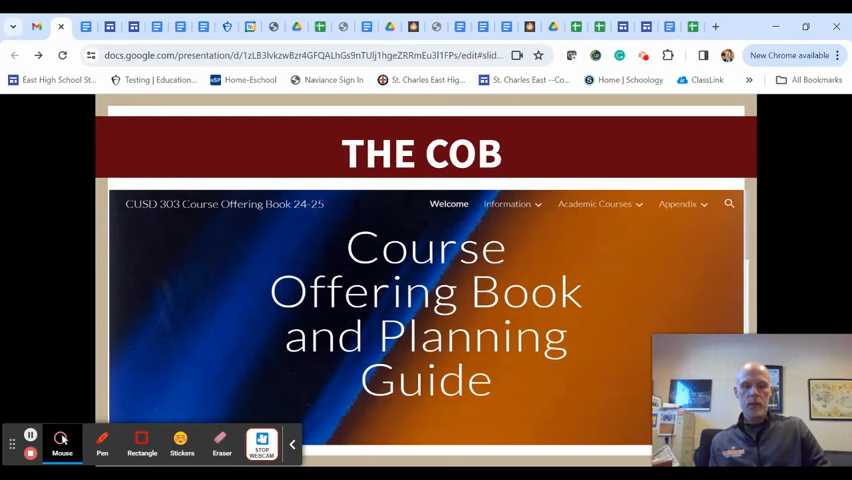 docs.google.com/presentation/d/1zLB3lvkzwBzr4GFQALhGs9nTUlj1hgeZRRmEu3l1FPs/edit#slid...
New Chrome available
East High School St...
Testing | Education...
Home-Eschool
Naviance Sign In
St. Charles East Hig...
St. Charles East --Co...
Home | Schoology
ClassLink
All Bookmarks
THE COB
CUSD 303 Course Offering Book 24-25
Welcome
Information
Academic Courses
Appendix
Course
Offering Book
and Planning
Guide
Mouse
Pen
Rectangle
Stickers
Eraser
STOP
WEBCAM